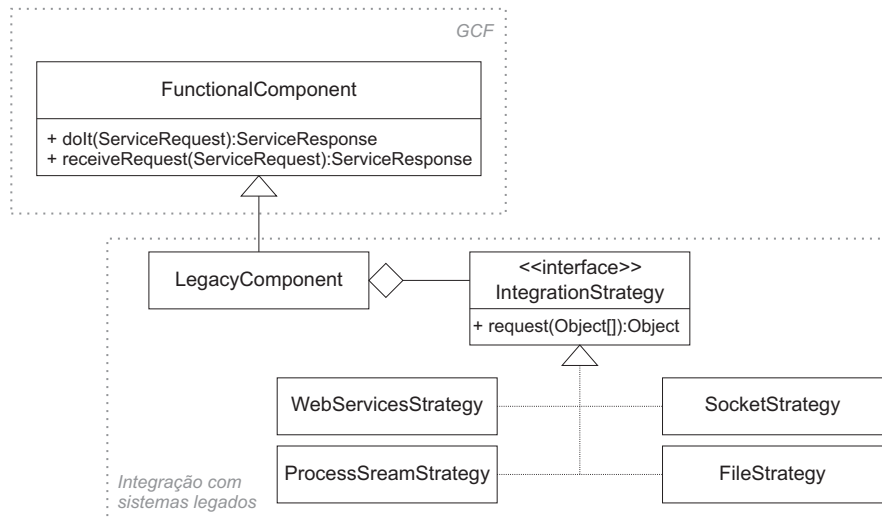 GCF
FunctionalComponent
+ doIt(ServiceRequest):ServiceResponse
+ receiveRequest(ServiceRequest):ServiceResponse
LegacyComponent
<<interface>>
IntegrationStrategy
+ request(Object[]):Object
WebServicesStrategy
SocketStrategy
ProcessSreamStrategy
FileStrategy
Integração com
sistemas legados